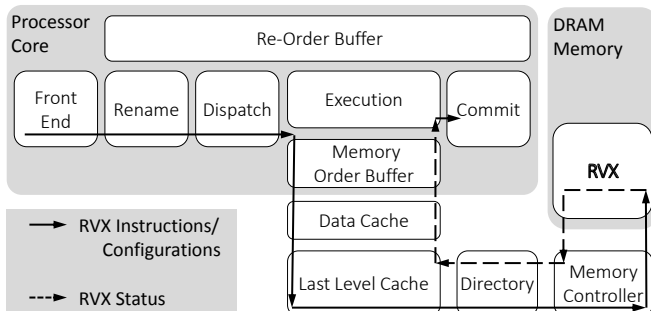 Processor
Core
Re-Order Buffer
DRAM
Memory
Front
End
Rename
Dispatch
Execution
Commit
Memory
Order Buffer
RVX
Data Cache
RVX Instructions/
Configurations
Last Level Cache
Directory
Memory
Controller
RVX Status